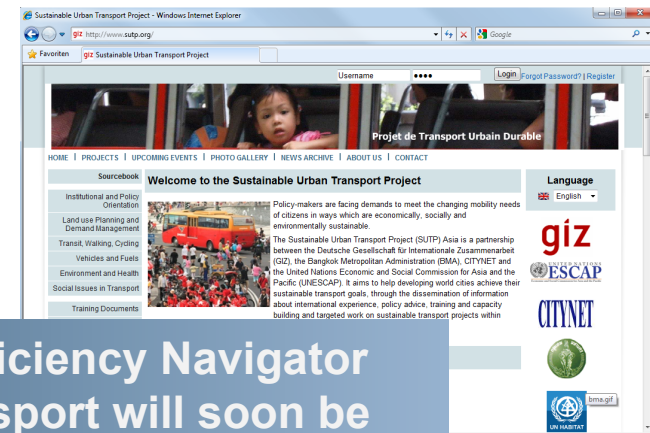 Sustainable Urban Transport Project - Windows Internet Explorer
giz http://www.sutp.org/
Google
Favoriten
giz Sustainable Urban Transport Project
Username
Login Forgot Password? | Register
Projet de Transport Urbain Durable
HOME | PROJECTS | UPCOMING EVENTS | PHOTO GALLERY | NEWS ARCHIVE | ABOUT US | CONTACT
Sourcebook
Institutional and Policy
Orientation
Land use Planning and
Demand Management
Transit, Walking, Cycling
Vehicles and Fuels
Environment and Health
Social Issues in Transport
Training Documents
Welcome to the Sustainable Urban Transport Project
Policy-makers are facing demands to meet the changing mobility needs
of citizens in ways which are economically, socially and
environmentally sustainable.
The Sustainable Urban Transport Project (SUTP) Asia is a partnership
between the Deutsche Gesellschaft für Internationale Zusammenarbeit
(GIZ), the Bangkok Metropolitan Administration (BMA), CITYNET and
the United Nations Economic and Social Commission for Asia and the
Pacific (UNESCAP). It aims to help developing world cities achieve their
sustainable transport goals, through the dissemination of information
about international experience, policy advice, training and capacity
building and targeted work on sustainable transport projects within
Language
English
giz
UNITED NATIONS
ESCAP
CITYNET
bma.gif
UN HABITAT
iciency Navigator
sport will soon be